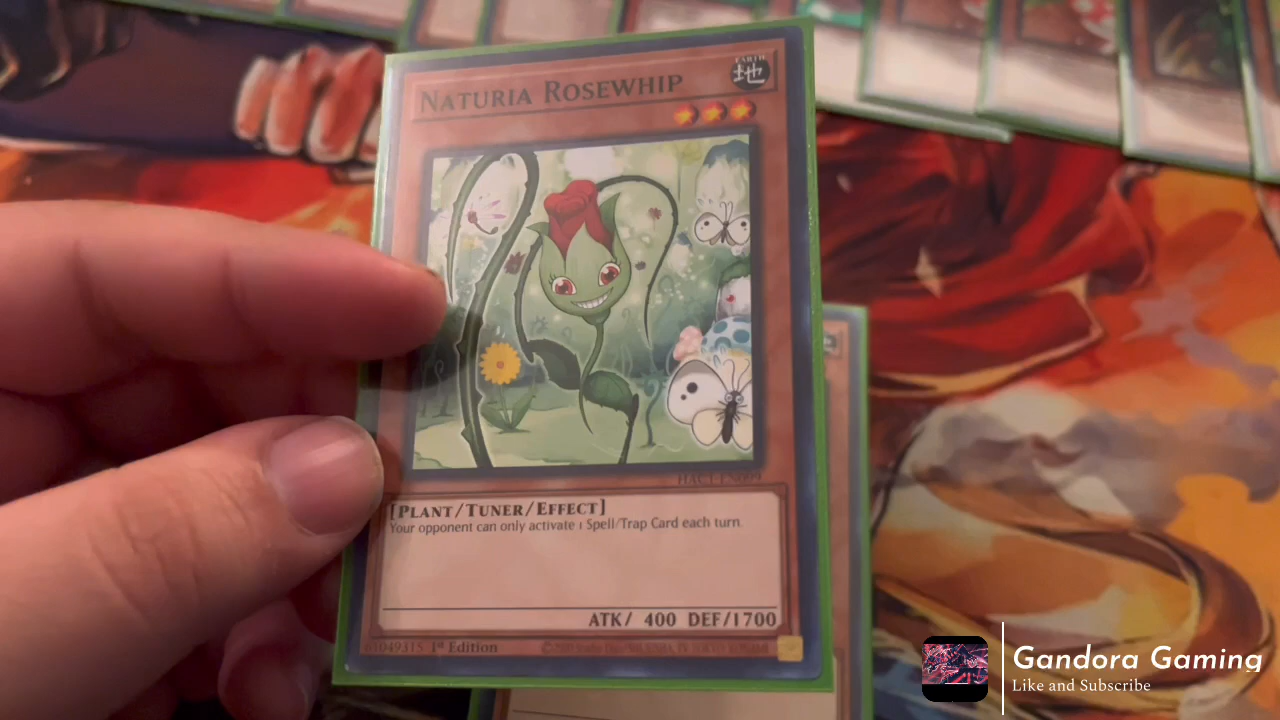 EARTH
地
NATURIA ROSEWHIP
[PLANT/TUNER/EFFECT]
Your opponent can only activate 1 Spell/Trap Card each turn.
ATK/ 400 DEF/1700
1st Edition
Gandora Gaming
Like and Subscribe